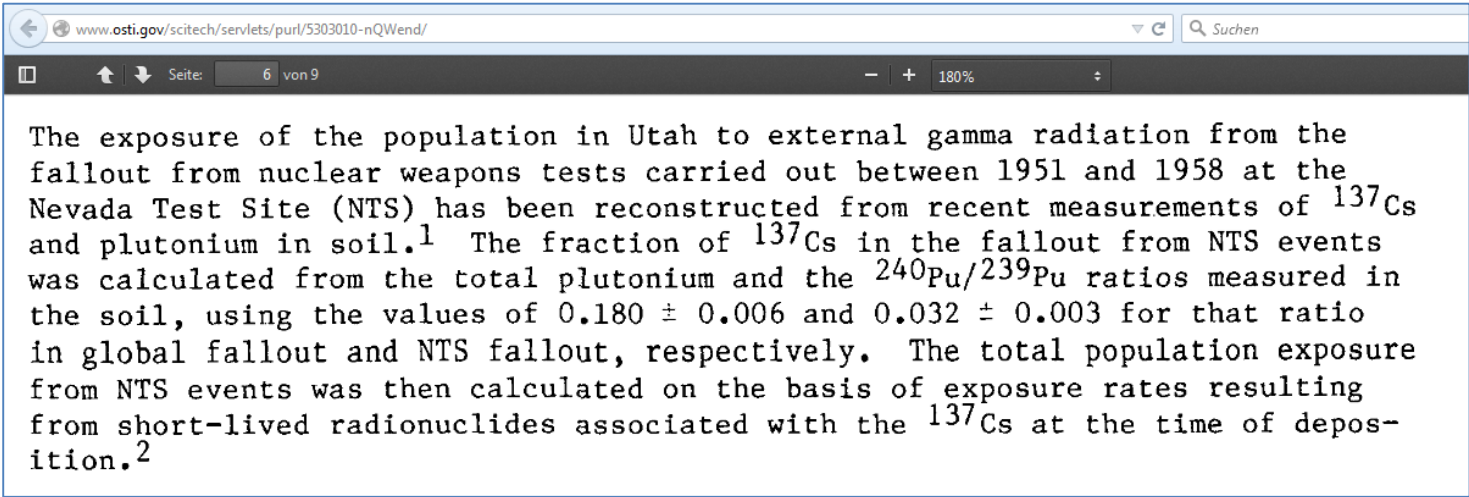 www.osti.gov/scitech/servlets/purl/5303010-nQWend/ Suchen
Seite: 6 von 9 180%
The exposure of the population in Utah to external gamma radiation from the
fallout from nuclear weapons tests carried out between 1951 and 1958 at the
Nevada Test Site (NTS) has been reconstructed from recent measurements of ¹³⁷Cs
and plutonium in soil.¹ The fraction of ¹³⁷Cs in the fallout from NTS events
was calculated from the total plutonium and the ²⁴⁰Pu/²³⁹Pu ratios measured in
the soil, using the values of 0.180 ± 0.006 and 0.032 ± 0.003 for that ratio
in global fallout and NTS fallout, respectively. The total population exposure
from NTS events was then calculated on the basis of exposure rates resulting
from short-lived radionuclides associated with the ¹³⁷Cs at the time of depos-
ition.²